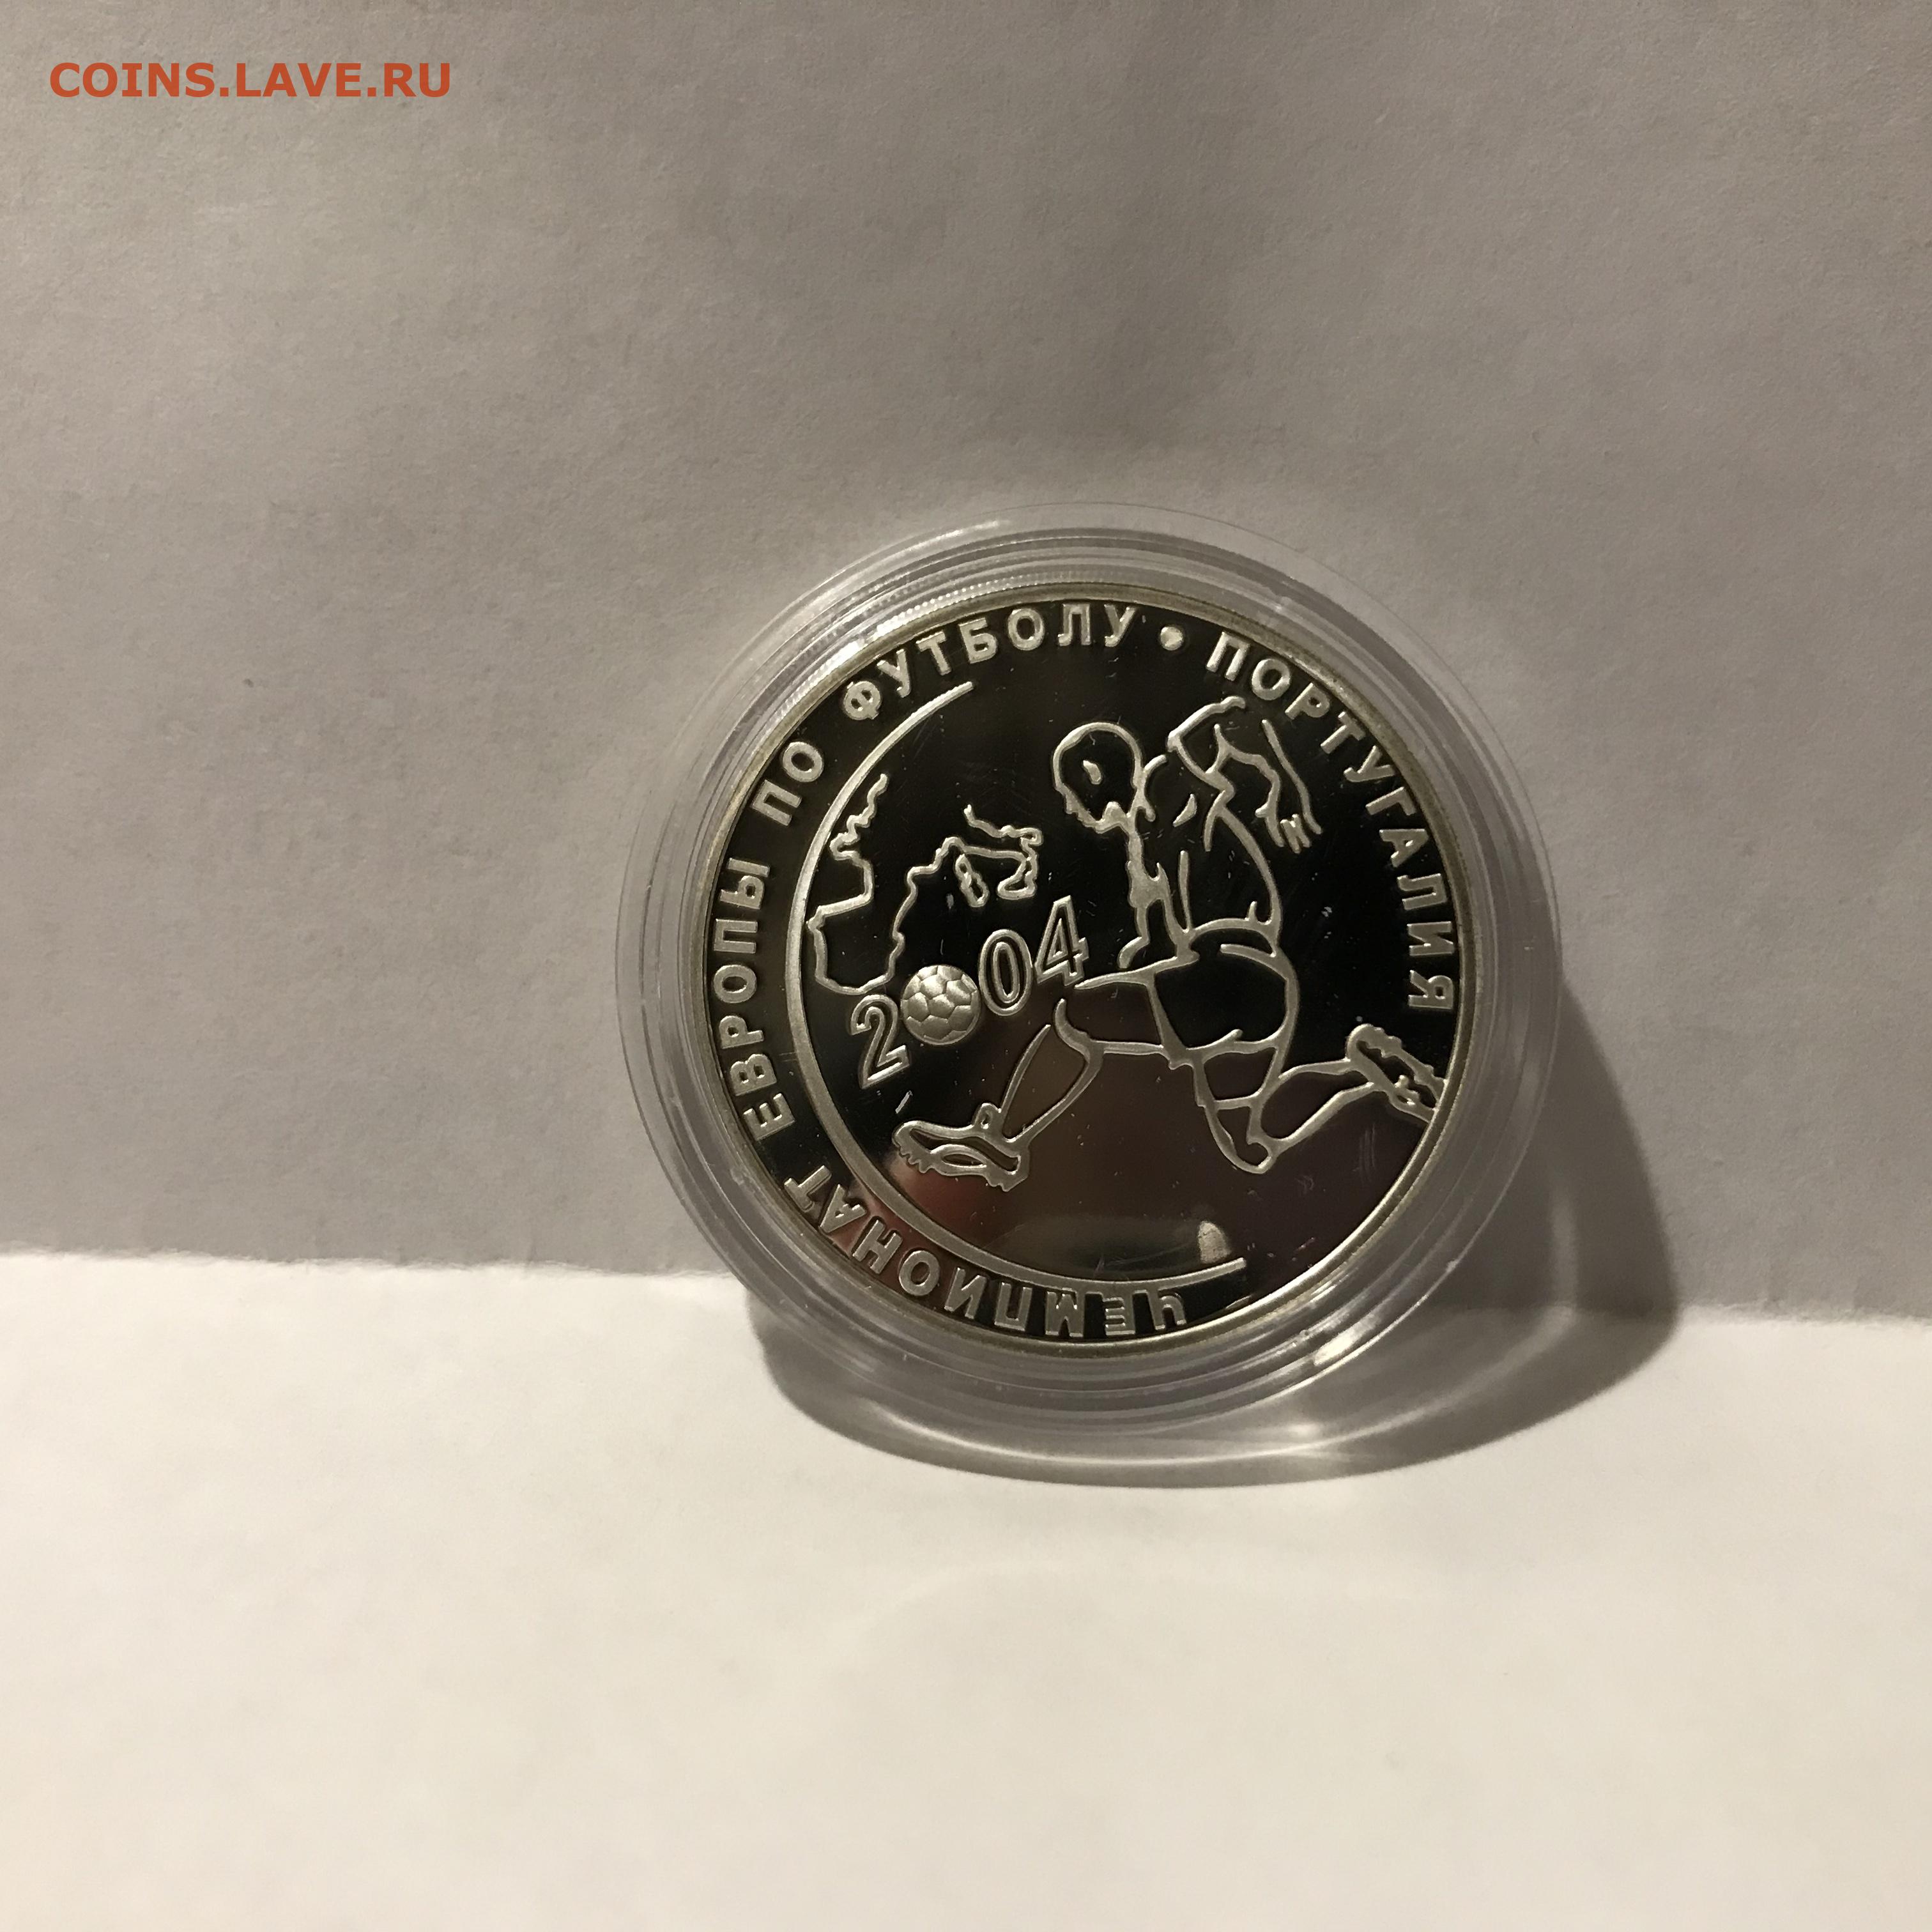 COINS.LAVE.RU
ЧЕМПИОНАТ ЕВРОПЫ ПО ФУТБОЛУ • ПОРТУГАЛИЯ
2004